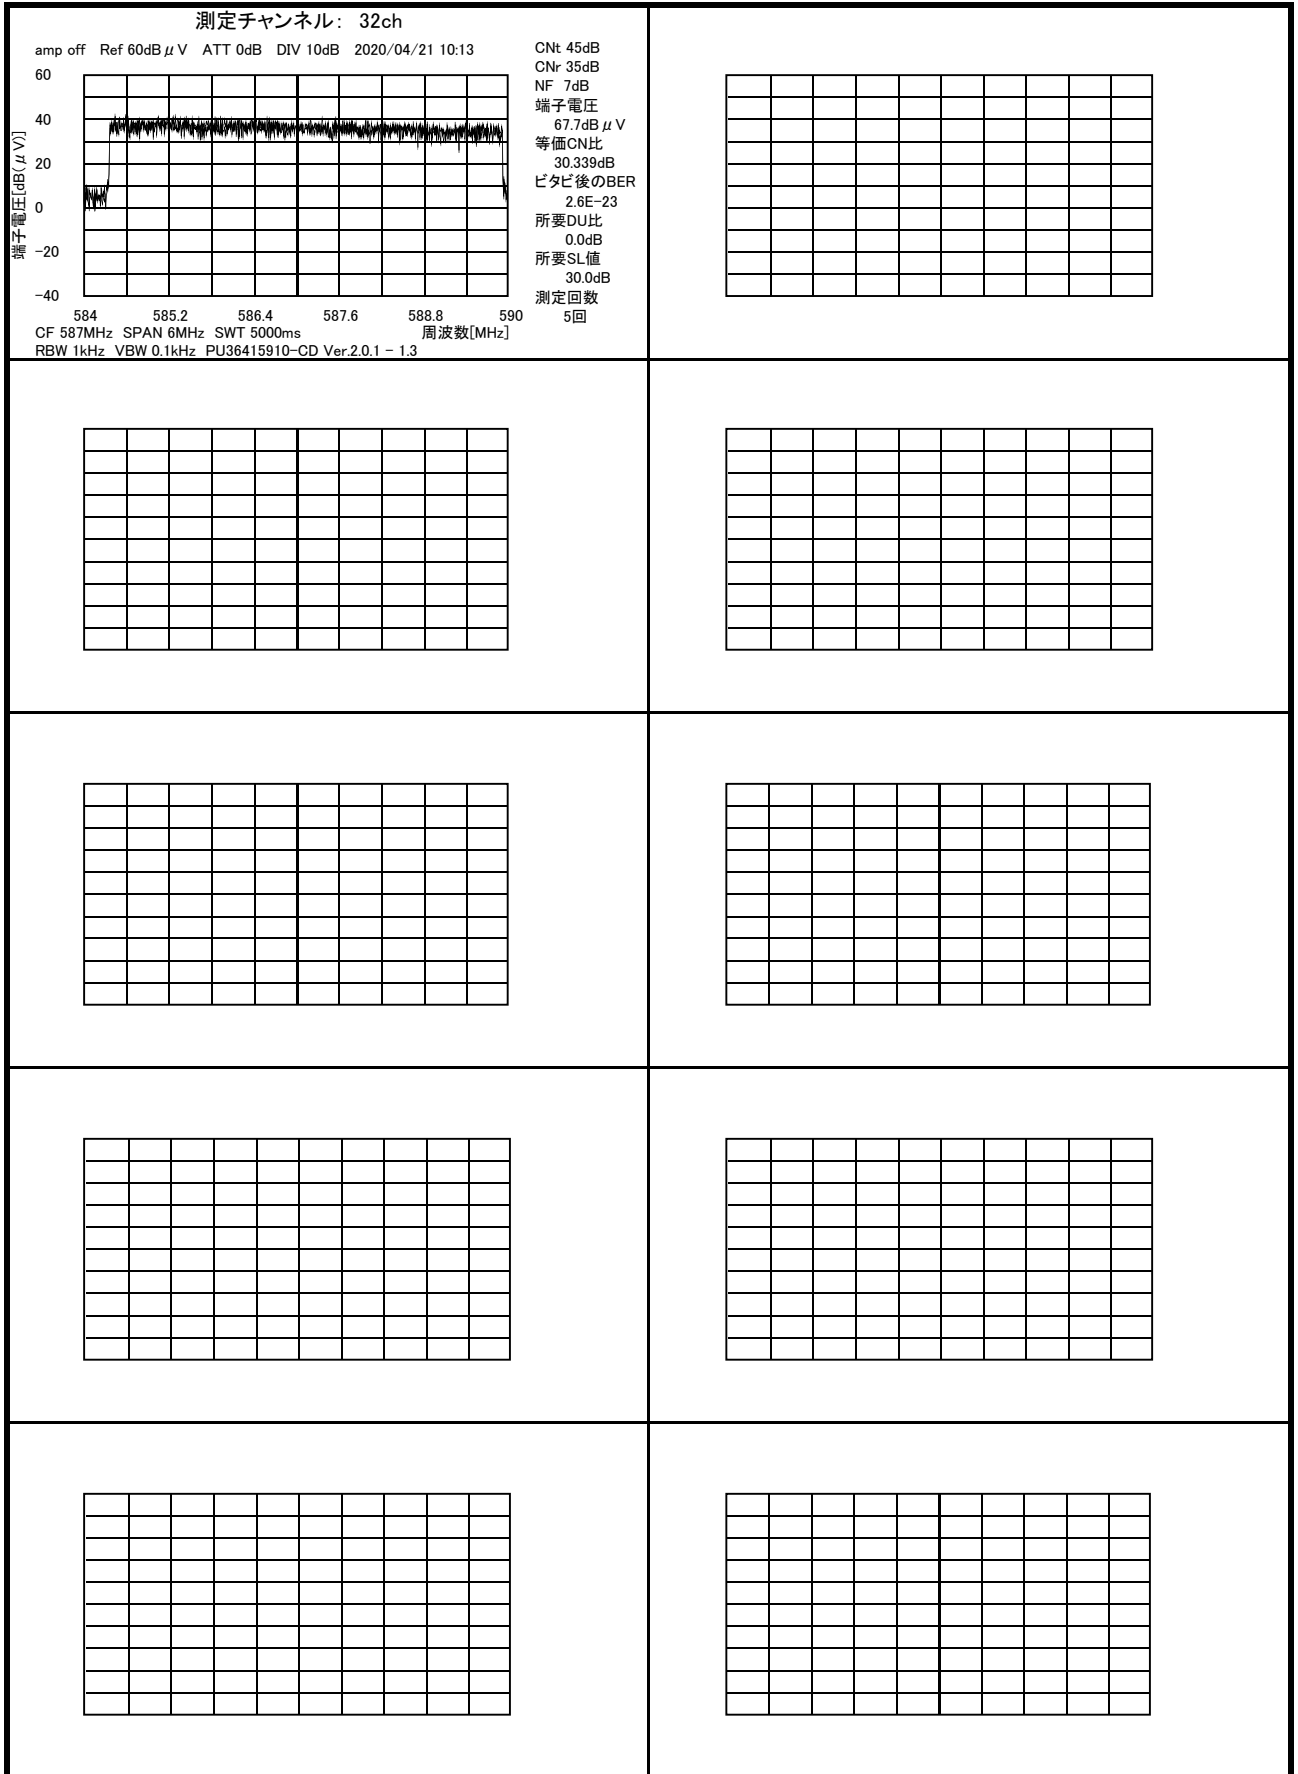 測定チャンネル： 32ch
amp off Ref 60dBμV ATT 0dB DIV 10dB 2020/04/21 10:13
60
40
20
0
-20
-40
端子電圧[dB(μV)]
584 585.2 586.4 587.6 588.8 590
CF 587MHz SPAN 6MHz SWT 5000ms 周波数[MHz]
RBW 1kHz VBW 0.1kHz PU36415910-CD Ver.2.0.1 - 1.3
CNt 45dB
CNr 35dB
NF 7dB
端子電圧
67.7dBμV
等価CN比
30.339dB
ビタビ後のBER
2.6E-23
所要DU比
0.0dB
所要SL値
30.0dB
測定回数
5回